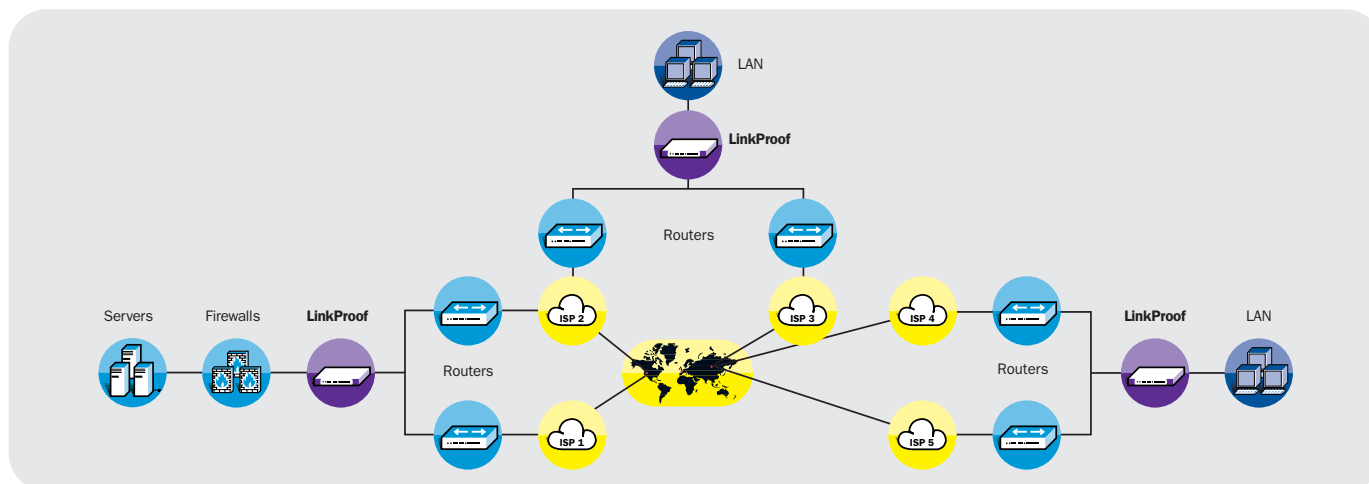 LAN
LinkProof
Routers
Servers
Firewalls
LinkProof
ISP 2
ISP 3
ISP 4
LinkProof
LAN
Routers
Routers
ISP 1
ISP 5